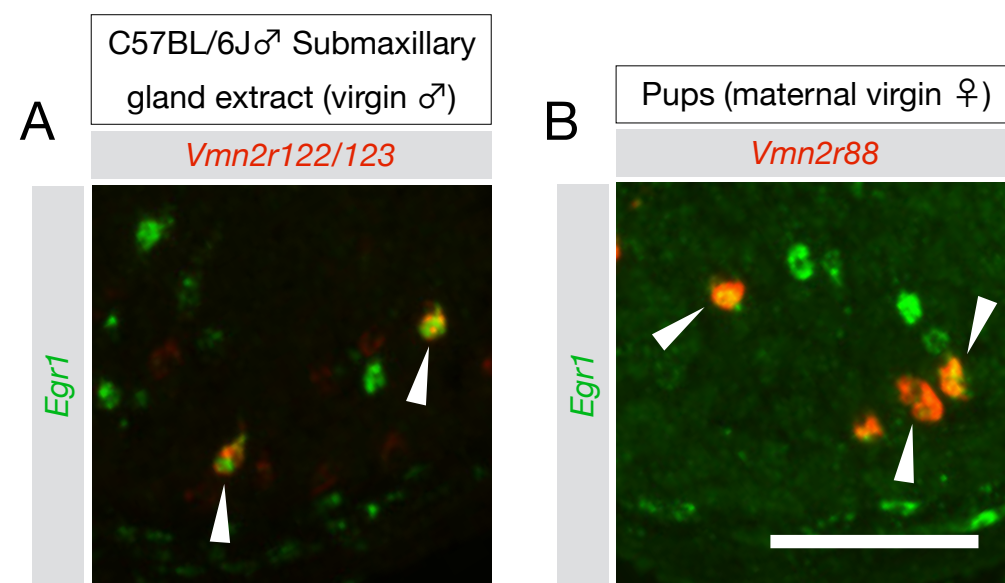 A
C57BL/6J♂ Submaxillary
gland extract (virgin ♂)
Vmn2r122/123
Egr1
B
Pups (maternal virgin ♀)
Vmn2r88
Egr1